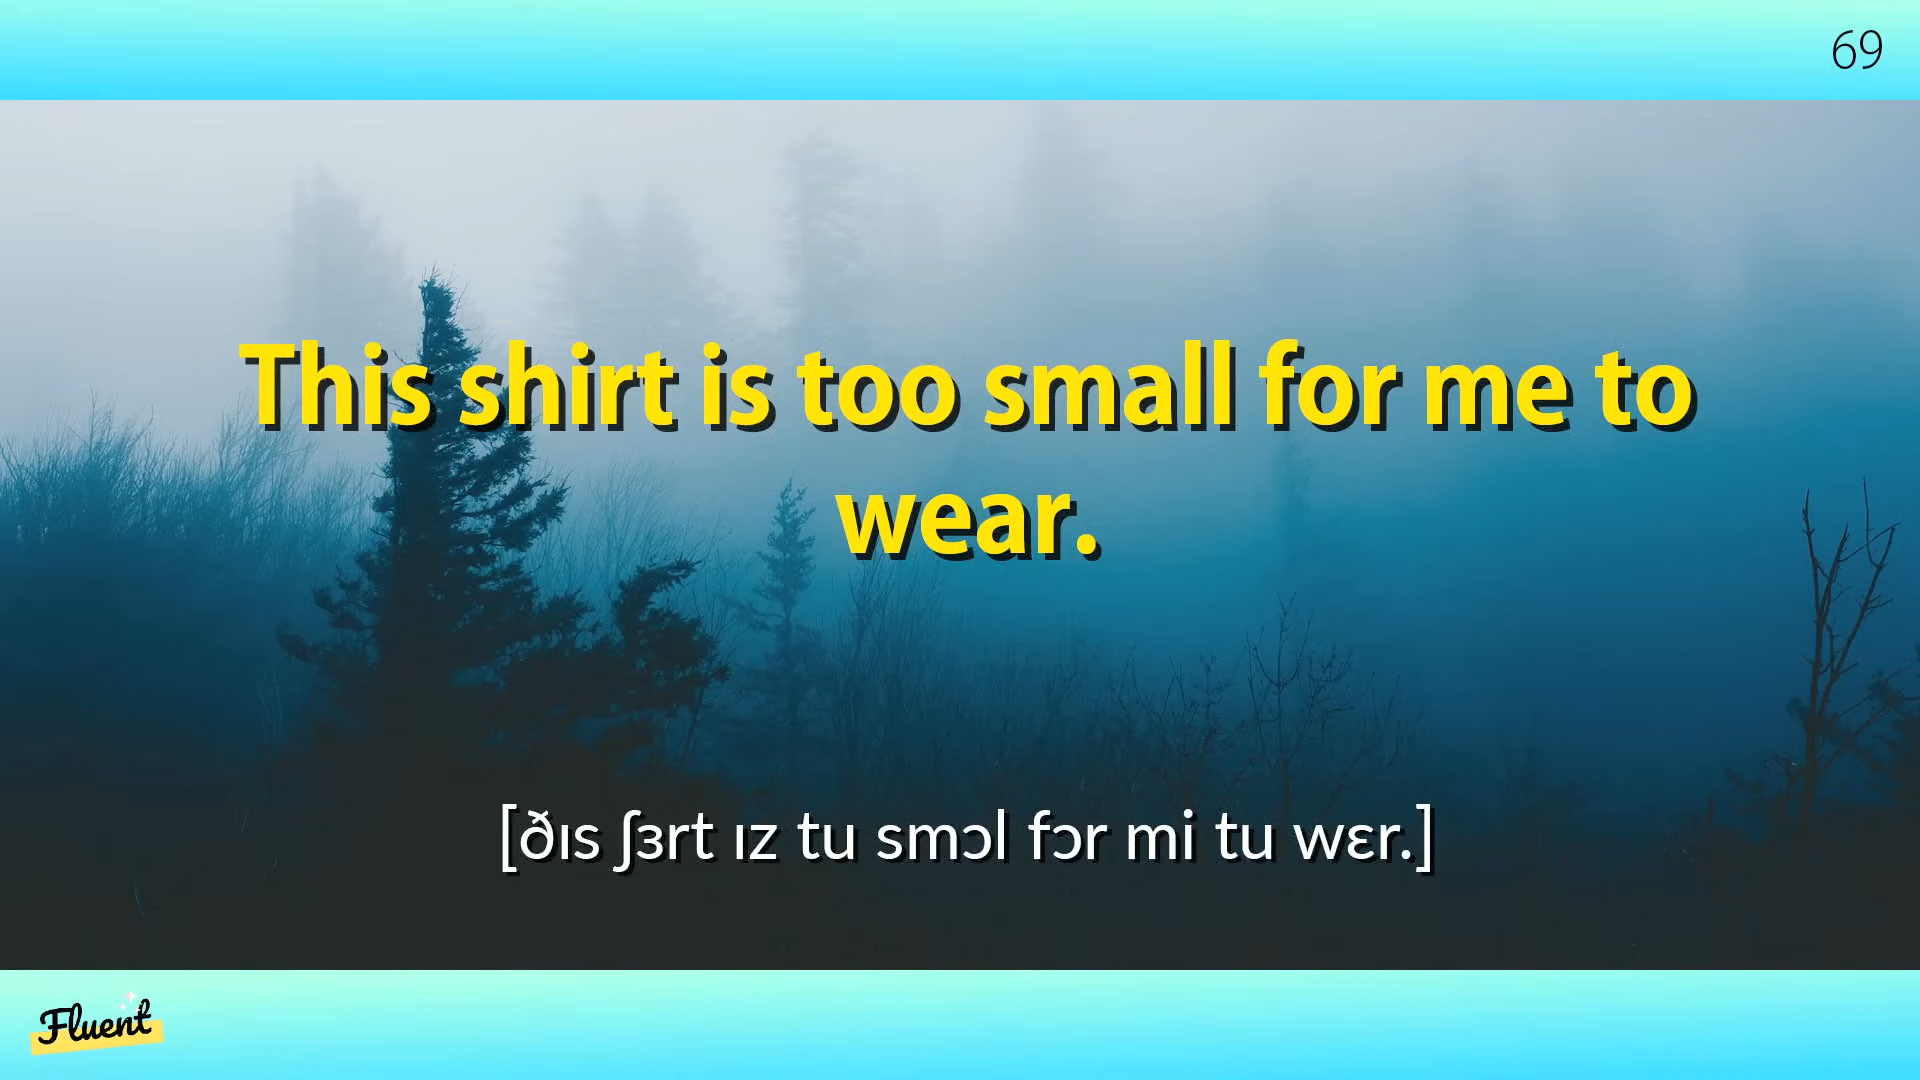 69
This shirt is too small for me to
wear.
[ðɪs ʃɜrt ɪz tu smɔl fɔr mi tu wɛr.]
Fluent